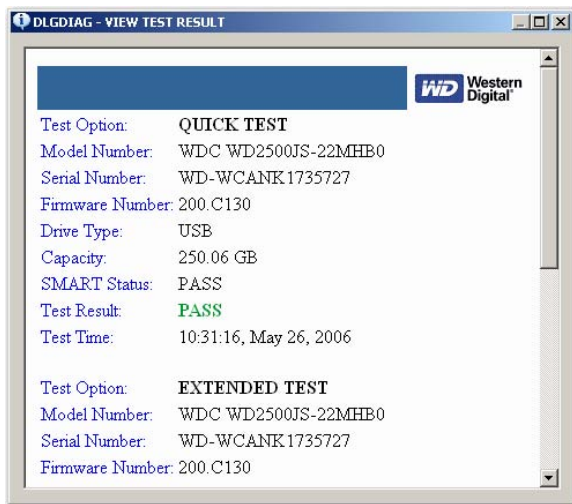 DLGDIAG - VIEW TEST RESULT
WD Western Digital
Test Option: QUICK TEST
Model Number: WDC WD2500JS-22MHB0
Serial Number: WD-WCANK1735727
Firmware Number: 200.C130
Drive Type: USB
Capacity: 250.06 GB
SMART Status: PASS
Test Result: PASS
Test Time: 10:31:16, May 26, 2006
Test Option: EXTENDED TEST
Model Number: WDC WD2500JS-22MHB0
Serial Number: WD-WCANK1735727
Firmware Number: 200.C130